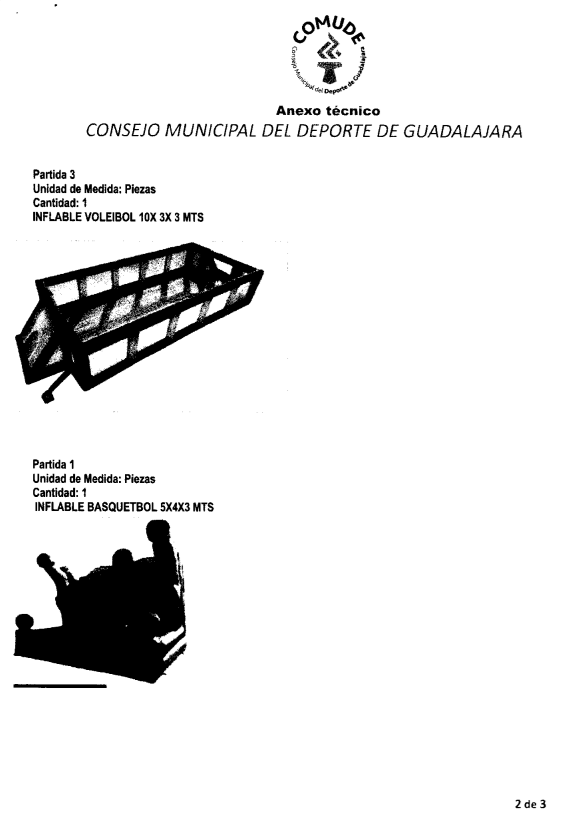 COMUDE
Consejo Municipal del Deporte de Guadalajara
Anexo técnico
CONSEJO MUNICIPAL DEL DEPORTE DE GUADALAJARA
Partida 3
Unidad de Medida: Piezas
Cantidad: 1
INFLABLE VOLEIBOL 10X 3X 3 MTS
Partida 1
Unidad de Medida: Piezas
Cantidad: 1
INFLABLE BASQUETBOL 5X4X3 MTS
2 de 3